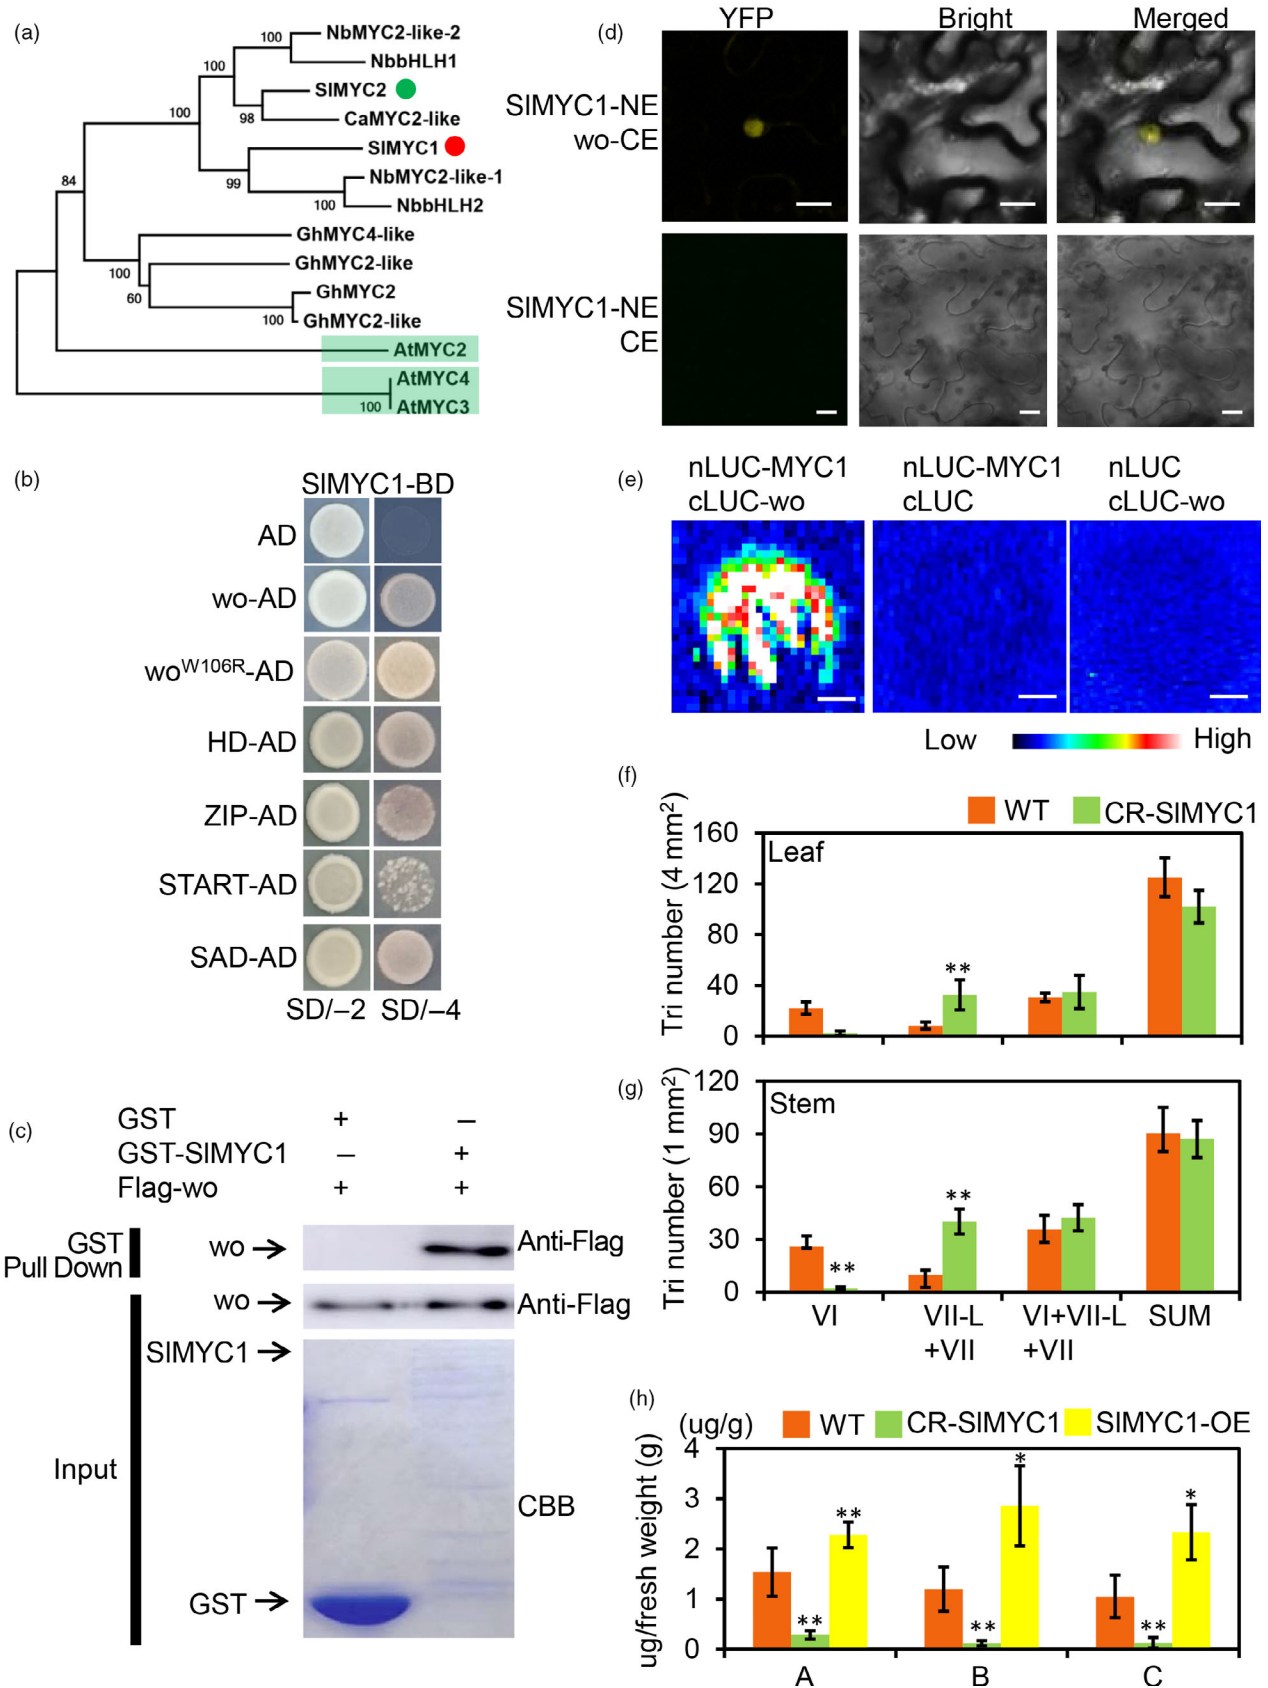 (a)
NbMYC2-like-2
100
NbbHLH1
100
SlMYC2
98
CaMYC2-like
100
SlMYC1
99
NbMYC2-like-1
84
100
NbbHLH2
GhMYC4-like
100
GhMYC2-like
60
GhMYC2
100
GhMYC2-like
AtMYC2
AtMYC4
100
AtMYC3
(b)
SlMYC1-BD
AD
wo-AD
wo^W106R-AD
HD-AD
ZIP-AD
START-AD
SAD-AD
SD/–2 SD/–4
(c)
GST + –
GST-SlMYC1 – +
Flag-wo + +
GST
Pull Down
wo Anti-Flag
wo Anti-Flag
SlMYC1
Input
CBB
GST
(d)
YFP Bright Merged
SlMYC1-NE
wo-CE
SlMYC1-NE
CE
(e)
nLUC-MYC1 nLUC-MYC1 nLUC
cLUC-wo cLUC cLUC-wo
Low High
(f)
WT CR-SlMYC1
Leaf
Tri number (4 mm²)
160
120
80
40
0
**
(g)
Stem
Tri number (1 mm²)
120
90
60
30
0
**
**
VI VII-L VI+VII-L SUM
+VII +VII
(h)
(ug/g) WT CR-SlMYC1 SlMYC1-OE
ug/fresh weight (g)
4
3
2
1
0
** ** ** * ** *
A B C